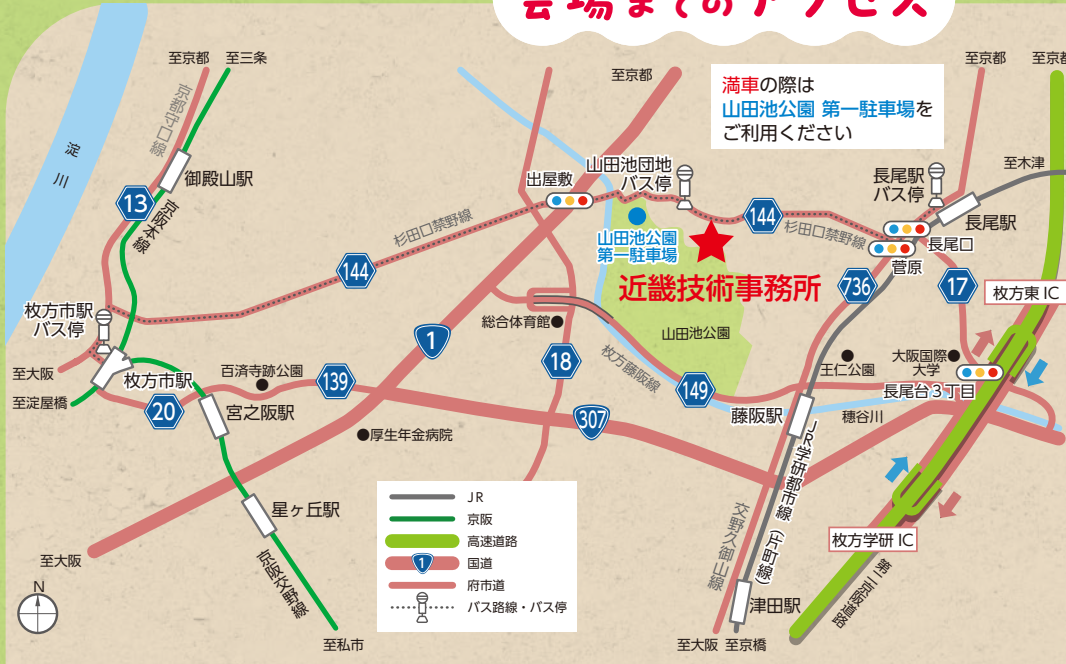 会場までのアクセス
至京都
至三条
至京都
至京都
至京都
満車の際は
山田池公園 第一駐車場を
ご利用ください
京都守口線
淀川
御殿山駅
13
京阪本線
出屋敷
山田池団地
バス停
長尾駅
バス停
至木津
長尾駅
杉田口禁野線
144
山田池公園
第一駐車場
144
杉田口禁野線
長尾口
菅原
近畿技術事務所
736
17
枚方東 IC
枚方市駅
バス停
総合体育館
1
山田池公園
至大阪
枚方市駅
百済寺跡公園
139
18
枚方藤阪線
149
王仁公園
大阪国際
大学
長尾台3丁目
至淀屋橋
20
宮之阪駅
307
藤阪駅
穂谷川
厚生年金病院
星ヶ丘駅
JR学研都市線(片町線)
交野久御山線
枚方学研 IC
第二京阪道路
至大阪
京阪交野線
JR
京阪
高速道路
1
国道
府市道
バス路線・バス停
N
津田駅
至私市
至大阪
至京橋